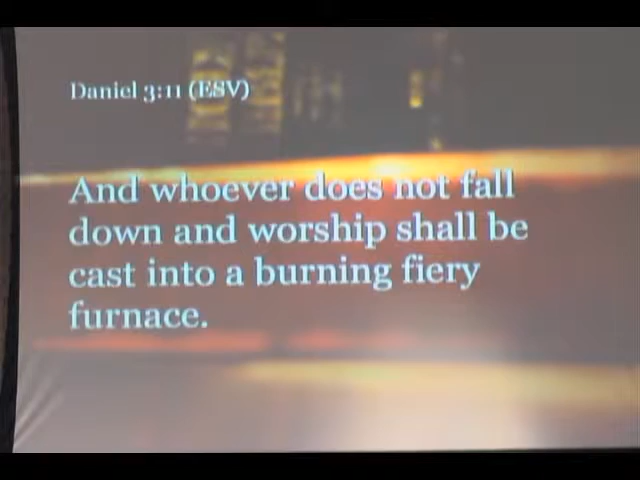 Daniel 3:11 (ESV)
And whoever does not fall
down and worship shall be
cast into a burning fiery
furnace.